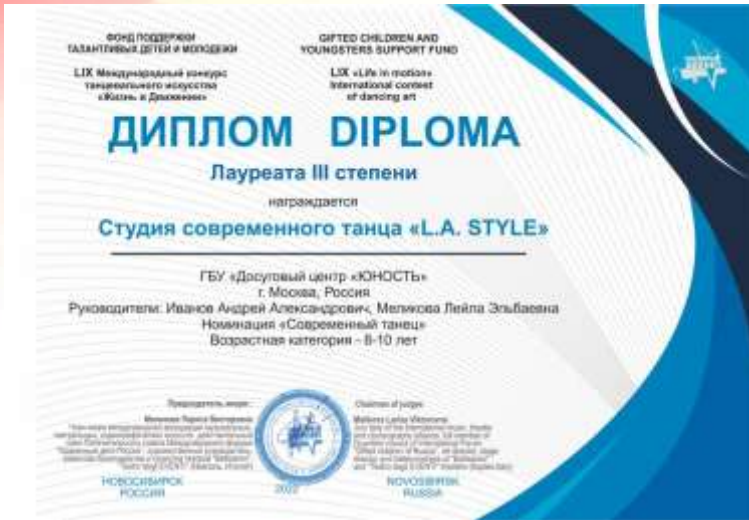 ФОНД ПОДДЕРЖКИ
ТАЛАНТЛИВЫХ ДЕТЕЙ И МОЛОДЕЖИ
LIX Международный конкурс
танцевального искусства
«Жизнь в Движении»
GIFTED CHILDREN AND
YOUNGSTERS SUPPORT FUND
LIX «Life in motion»
International contest
of dancing art
ДИПЛОМ DIPLOMA
Лауреата III степени
награждается
Студия современного танца «L.A. STYLE»
ГБУ «Досуговый центр «ЮНОСТЬ»
г. Москва, Россия
Руководители: Иванов Андрей Александрович, Меликова Лейла Эльбаевна
Номинация «Современный танец»
Возрастная категория - 8-10 лет
Председатель жюри:
НОВОСИБИРСК
РОССИЯ
2022
Chairman of judges
NOVOSIBIRSK
RUSSIA